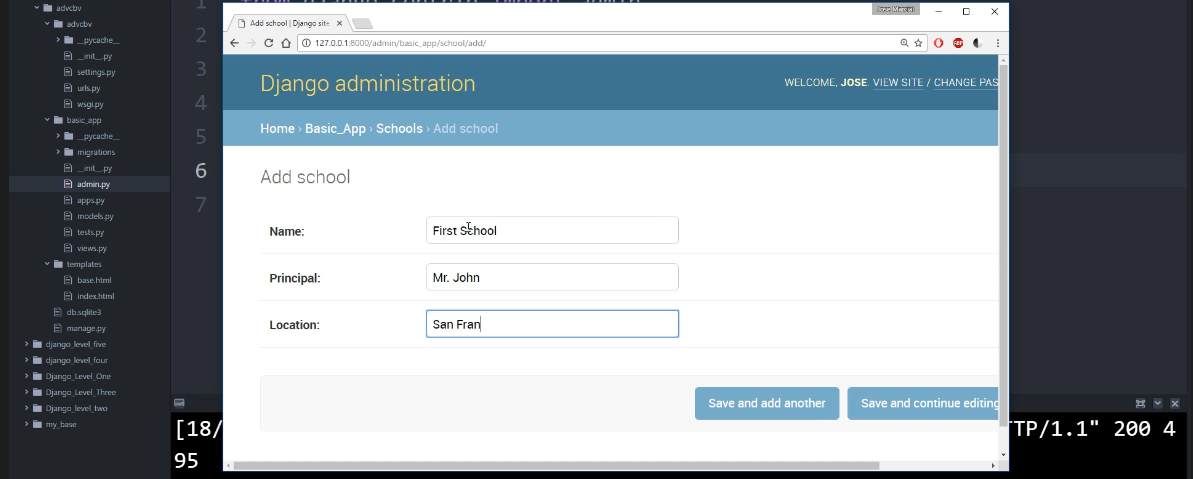 advcbv
advcbv
__pycache__
__init__.py
settings.py
urls.py
wsgi.py
basic_app
__pycache__
migrations
__init__.py
admin.py
apps.py
models.py
tests.py
views.py
templates
base.html
index.html
db.sqlite3
manage.py
django_level_five
django_level_four
Django_Level_One
Django_Level_Three
Django_level_two
my_base
1
2
3
4
5
6
7
Jose Marcial
Add school | Django site
127.0.0.1:8000/admin/basic_app/school/add/
ABP
Django administration
WELCOME, JOSE. VIEW SITE / CHANGE PAS
Home › Basic_App › Schools › Add school
Add school
Name: First School
Principal: Mr. John
Location: San Fran
Save and add another Save and continue editing
[18/ TTP/1.1" 200 4
95